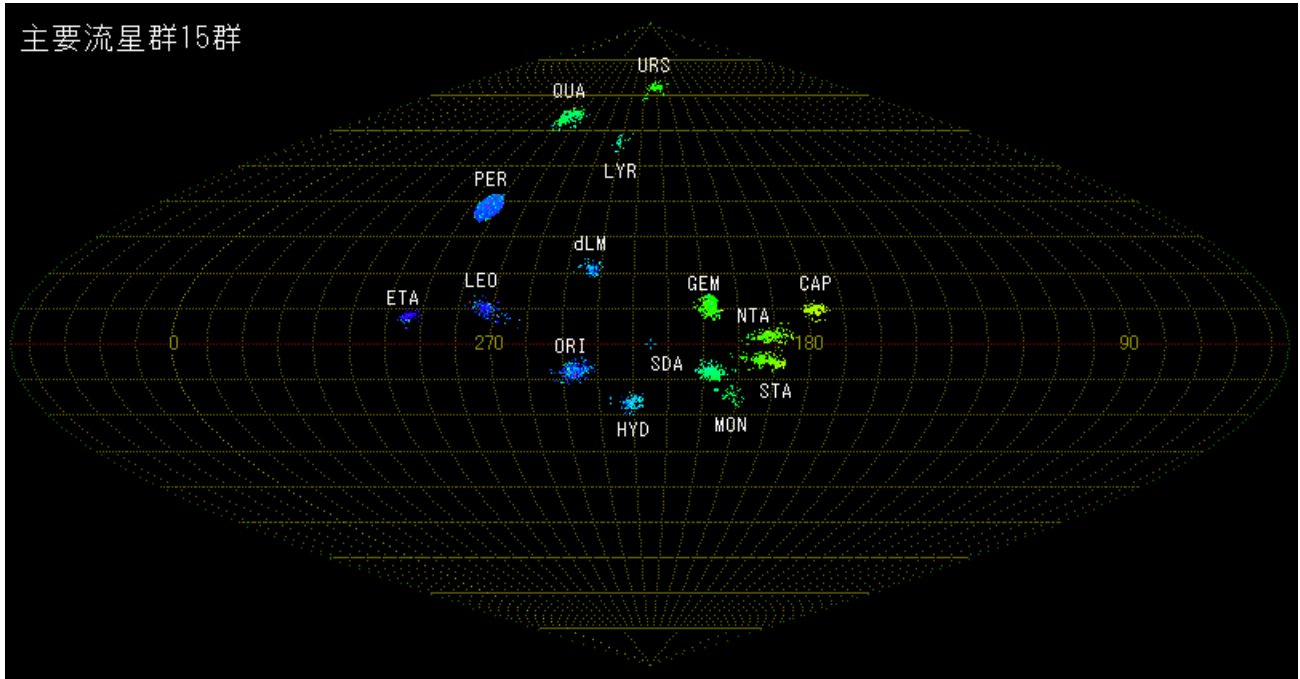 主要流星群15群
URS
QUA
LYR
PER
dLM
LEO
GEM
CAP
ETA
NTA
0
270
ORI
180
90
SDA
STA
HYD
MON